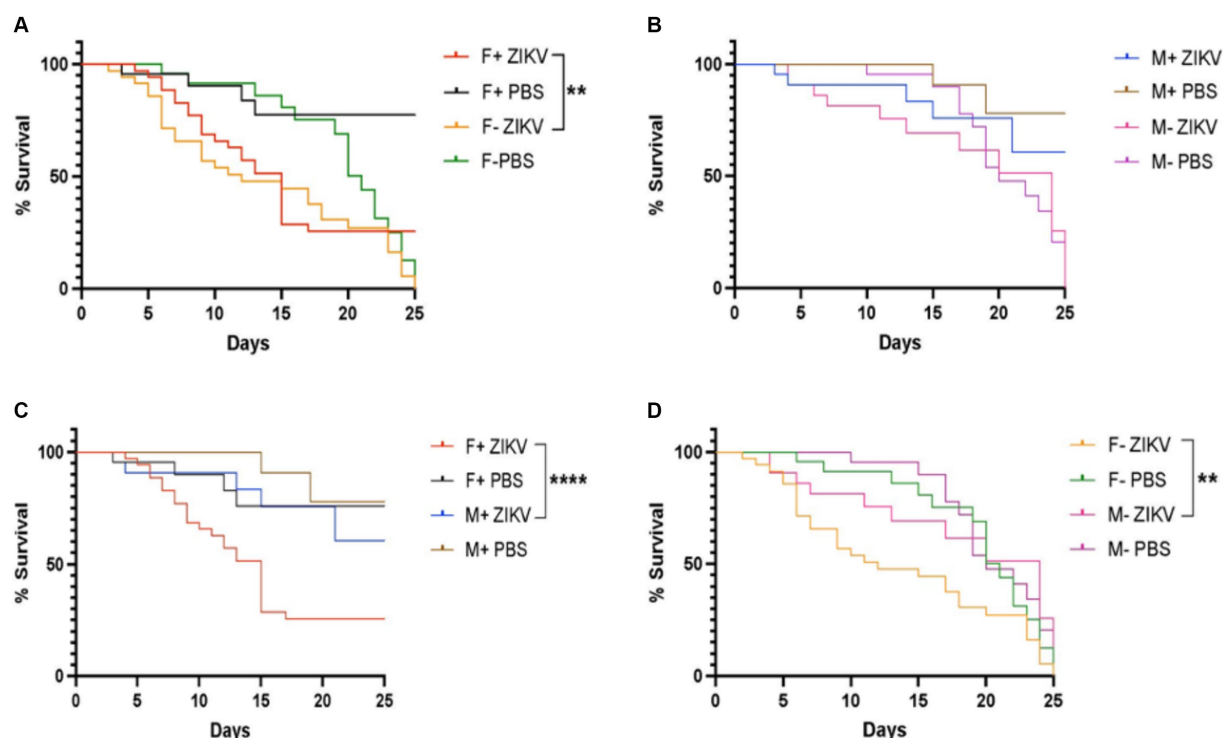 A
% Survival
100
50
0
0 5 10 15 20 25
Days
F+ ZIKV
F+ PBS
F- ZIKV
F-PBS
**
B
% Survival
100
50
0
0 5 10 15 20 25
Days
M+ ZIKV
M+ PBS
M- ZIKV
M- PBS
C
% Survival
100
50
0
0 5 10 15 20 25
Days
F+ ZIKV
F+ PBS
M+ ZIKV
M+ PBS
****
D
% Survival
100
50
0
0 5 10 15 20 25
Days
F- ZIKV
F- PBS
M- ZIKV
M- PBS
**